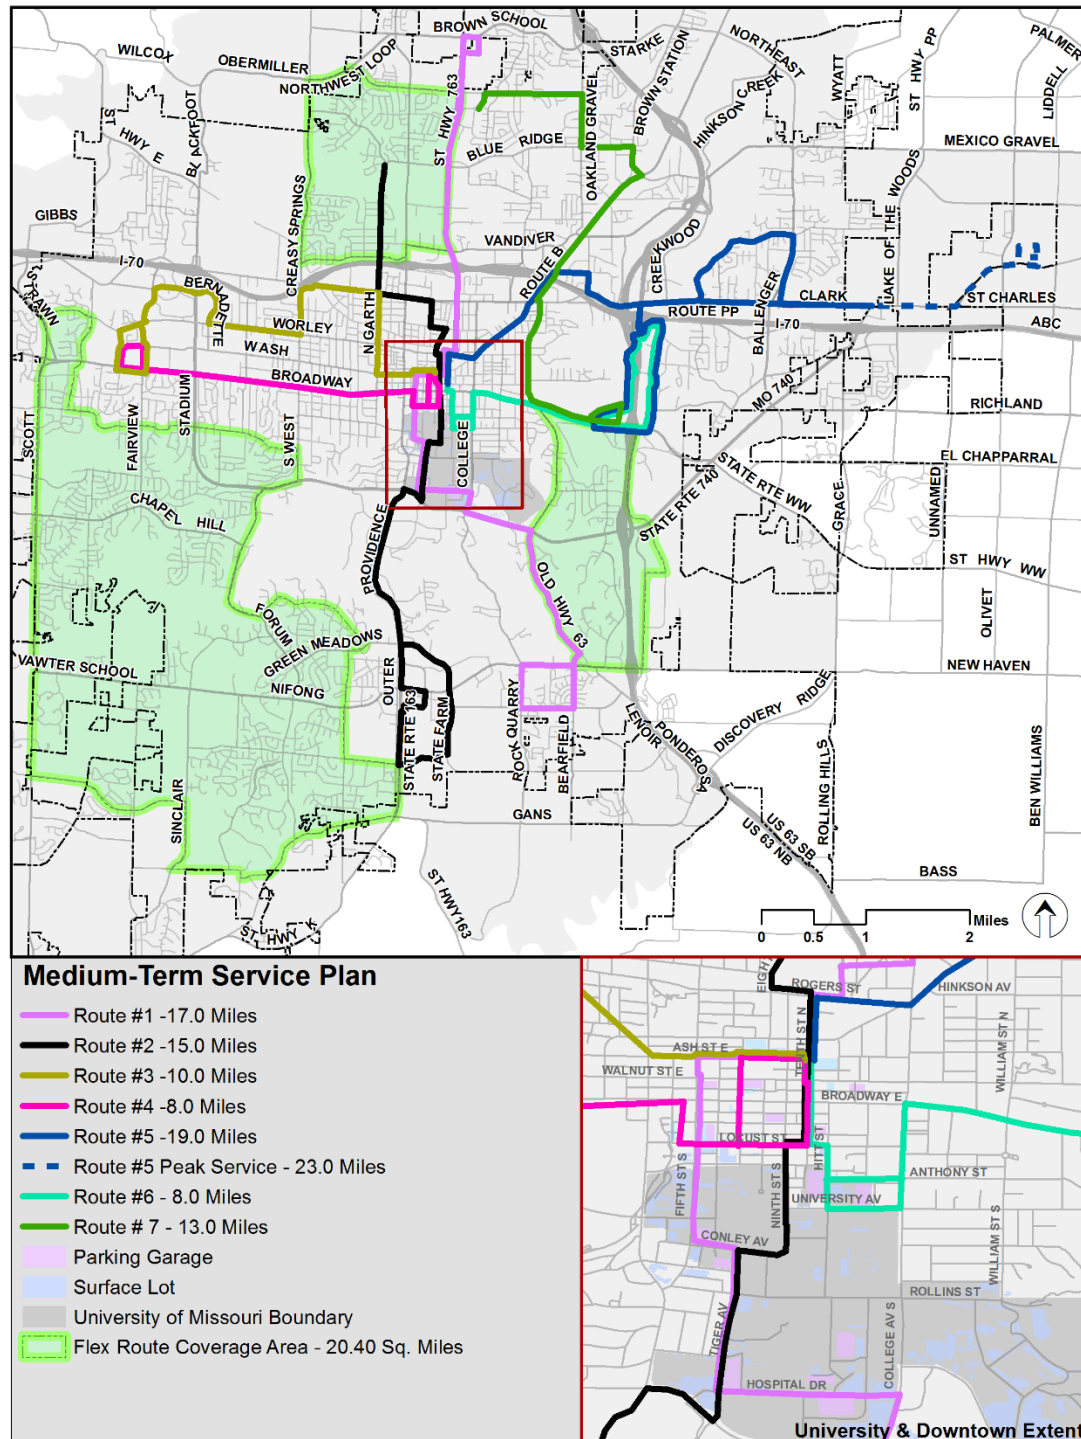 BROWN SCHOOL
WILCOX
OBERMILLER
NORTHWEST LOOP
STARKE
NORTHEAST
PALMER
ST HWY PP
WYATT
LIDDELL
BROWN STATION
HINKSON CREEK
ST HWY 763
OAKLAND GRAVEL
ST HWY E
BLACKFOOT
BLUE RIDGE
MEXICO GRAVEL
LAKE OF THE WOODS
GIBBS
CREASY SPRINGS
VANDIVER
CREEKWOOD
I-70
ROUTE B
STRAWN
BERNADETTE
CLARK
ST CHARLES
ROUTE PP
BALLENGER
I-70
ABC
WORLEY
N GARTH
WASH
BROADWAY
MO 740 7
RICHLAND
SCOTT
FAIRVIEW
STADIUM
S WEST
COLLEGE
EL CHAPPARRAL
STATE RTE WW
STATE RTE 740
GRACE
UNNAMED
CHAPEL HILL
PROVIDENCE
ST HWY WW
OLD HWY 63
OLIVET
FORUM
GREEN MEADOWS
VAWTER SCHOOL
NIFONG
OUTER
NEW HAVEN
STATE RTE 163
STATE FARM
ROCK QUARRY
BEARFIELD
LENOIR
PONDEROSA
DISCOVERY RIDGE
ROLLING HILLS
BEN WILLIAMS
SINCLAIR
GANS
US 63 SB
US 63 NB
BASS
ST HWY K
ST HWY163
Miles
0 0.5 1 2
Medium-Term Service Plan
Route #1 -17.0 Miles
Route #2 -15.0 Miles
Route #3 -10.0 Miles
Route #4 -8.0 Miles
Route #5 -19.0 Miles
Route #5 Peak Service - 23.0 Miles
Route #6 - 8.0 Miles
Route # 7 - 13.0 Miles
Parking Garage
Surface Lot
University of Missouri Boundary
Flex Route Coverage Area - 20.40 Sq. Miles
ROGERS ST
HINKSON AV
TENTH ST N
WILLIAM ST N
ASH ST E
WALNUT ST E
BROADWAY E
LOCUST ST
HITT ST
FIFTH ST S
NINTH ST S
ANTHONY ST
UNIVERSITY AV
CONLEY AV
WILLIAM ST S
ROLLINS ST
TIGER AV
COLLEGE AV S
HOSPITAL DR
University & Downtown Extent